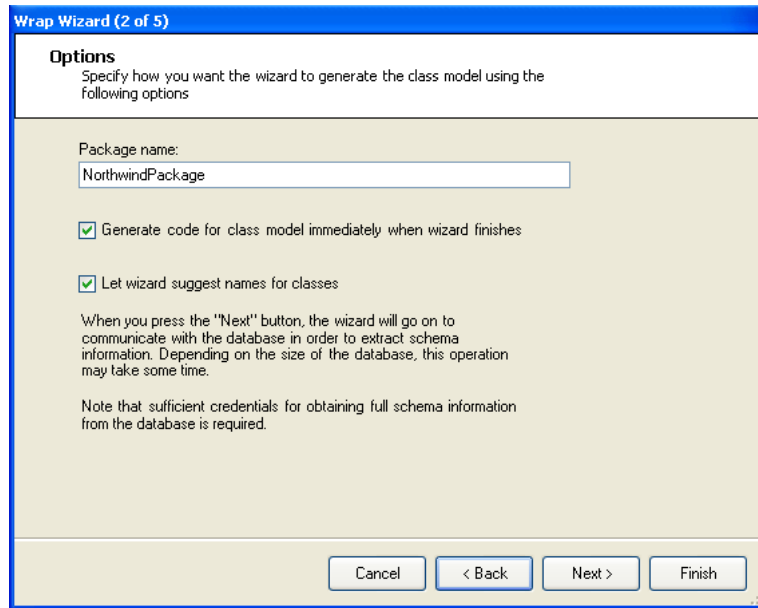 Wrap Wizard (2 of 5)
Options
Specify how you want the wizard to generate the class model using the
following options
Package name:
NorthwindPackage
Generate code for class model immediately when wizard finishes
Let wizard suggest names for classes
When you press the "Next" button, the wizard will go on to
communicate with the database in order to extract schema
information. Depending on the size of the database, this operation
may take some time.
Note that sufficient credentials for obtaining full schema information
from the database is required.
Cancel
< Back
Next >
Finish